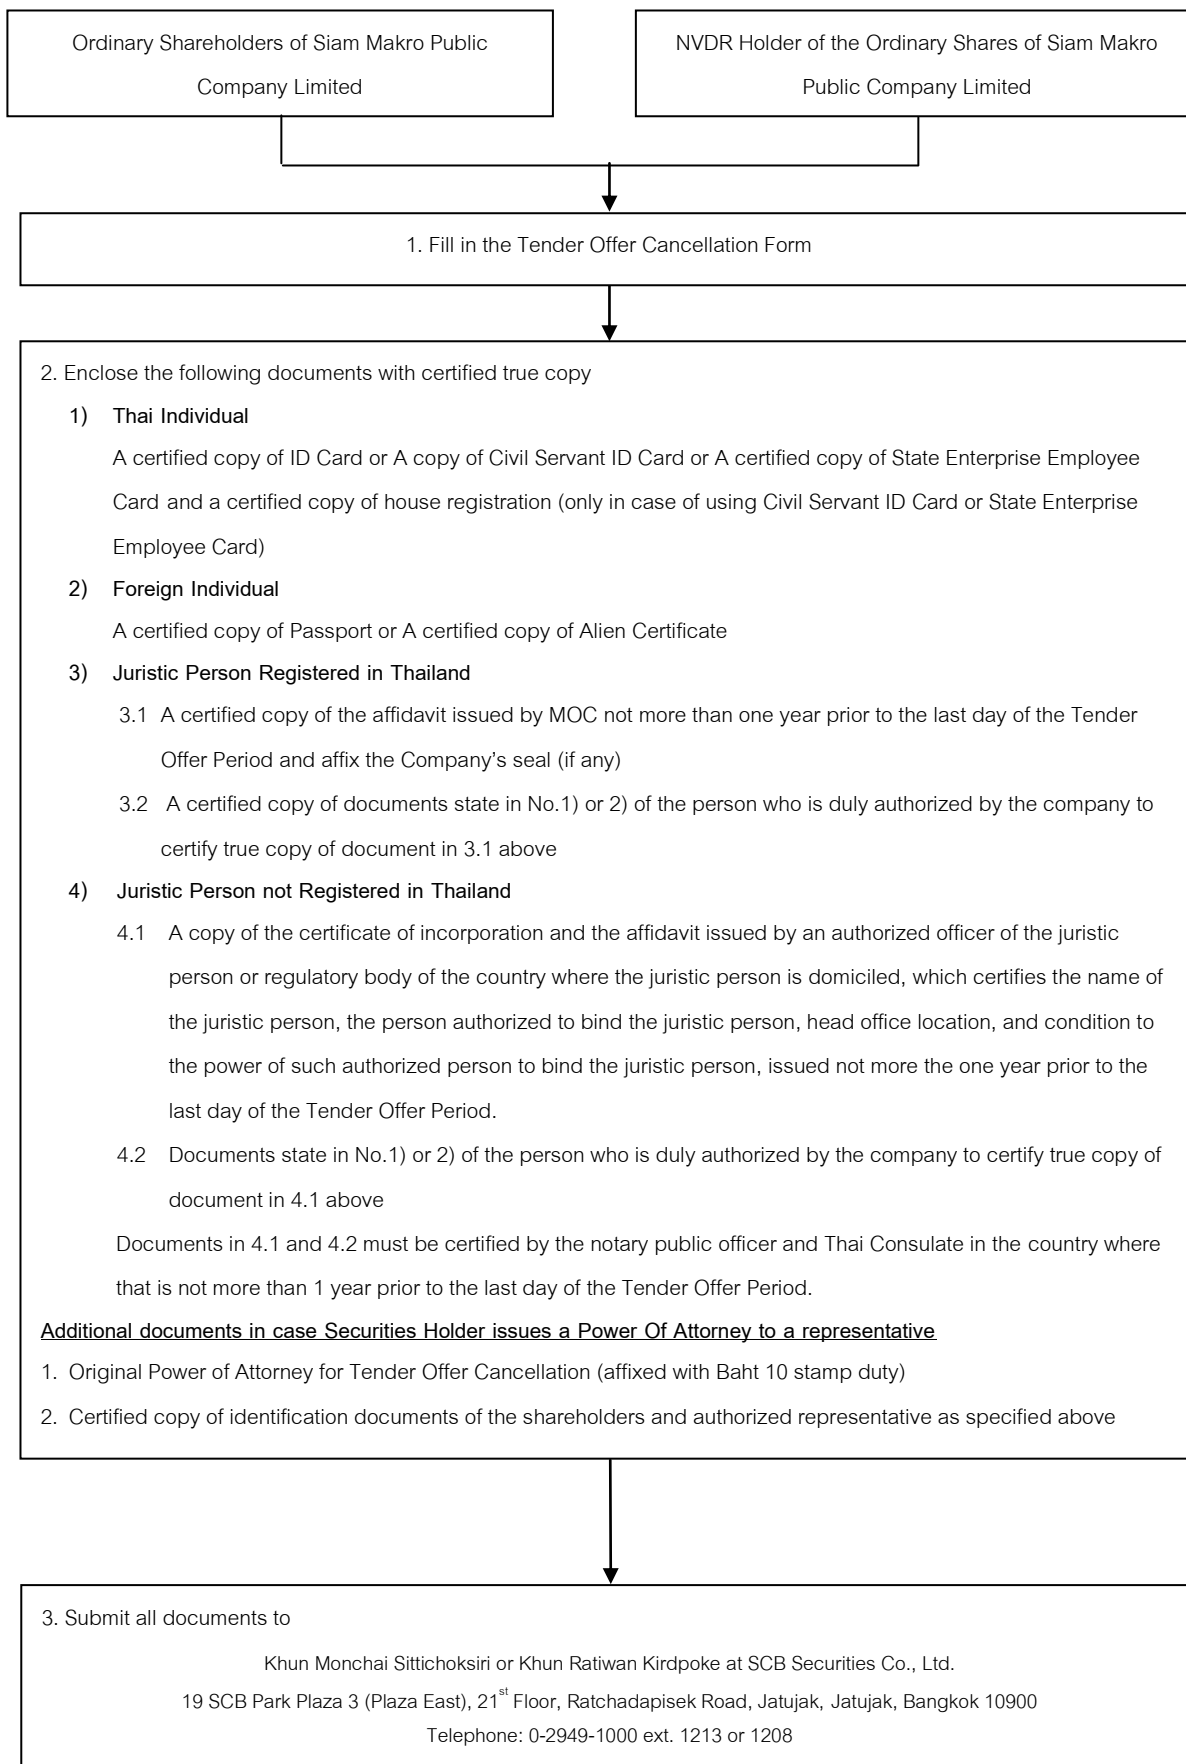 Ordinary Shareholders of Siam Makro Public
Company Limited
NVDR Holder of the Ordinary Shares of Siam Makro
Public Company Limited
1. Fill in the Tender Offer Cancellation Form
2. Enclose the following documents with certified true copy
1) Thai Individual
A certified copy of ID Card or A copy of Civil Servant ID Card or A certified copy of State Enterprise Employee
Card and a certified copy of house registration (only in case of using Civil Servant ID Card or State Enterprise
Employee Card)
2) Foreign Individual
A certified copy of Passport or A certified copy of Alien Certificate
3) Juristic Person Registered in Thailand
3.1 A certified copy of the affidavit issued by MOC not more than one year prior to the last day of the Tender
Offer Period and affix the Company's seal (if any)
3.2 A certified copy of documents state in No.1) or 2) of the person who is duly authorized by the company to
certify true copy of document in 3.1 above
4) Juristic Person not Registered in Thailand
4.1 A copy of the certificate of incorporation and the affidavit issued by an authorized officer of the juristic
person or regulatory body of the country where the juristic person is domiciled, which certifies the name of
the juristic person, the person authorized to bind the juristic person, head office location, and condition to
the power of such authorized person to bind the juristic person, issued not more the one year prior to the
last day of the Tender Offer Period.
4.2 Documents state in No.1) or 2) of the person who is duly authorized by the company to certify true copy of
document in 4.1 above
Documents in 4.1 and 4.2 must be certified by the notary public officer and Thai Consulate in the country where
that is not more than 1 year prior to the last day of the Tender Offer Period.
Additional documents in case Securities Holder issues a Power Of Attorney to a representative
1. Original Power of Attorney for Tender Offer Cancellation (affixed with Baht 10 stamp duty)
2. Certified copy of identification documents of the shareholders and authorized representative as specified above
3. Submit all documents to
Khun Monchai Sittichoksiri or Khun Ratiwan Kirdpoke at SCB Securities Co., Ltd.
19 SCB Park Plaza 3 (Plaza East), 21st Floor, Ratchadapisek Road, Jatujak, Jatujak, Bangkok 10900
Telephone: 0-2949-1000 ext. 1213 or 1208